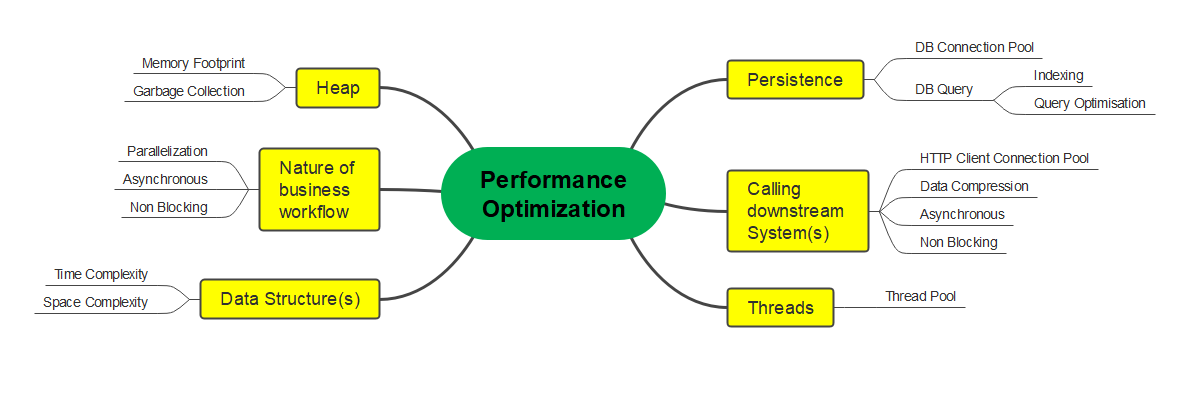 Performance
Optimization
Heap
Memory Footprint
Garbage Collection
Nature of
business
workflow
Parallelization
Asynchronous
Non Blocking
Data Structure(s)
Time Complexity
Space Complexity
Persistence
DB Connection Pool
DB Query
Indexing
Query Optimisation
Calling
downstream
System(s)
HTTP Client Connection Pool
Data Compression
Asynchronous
Non Blocking
Threads
Thread Pool